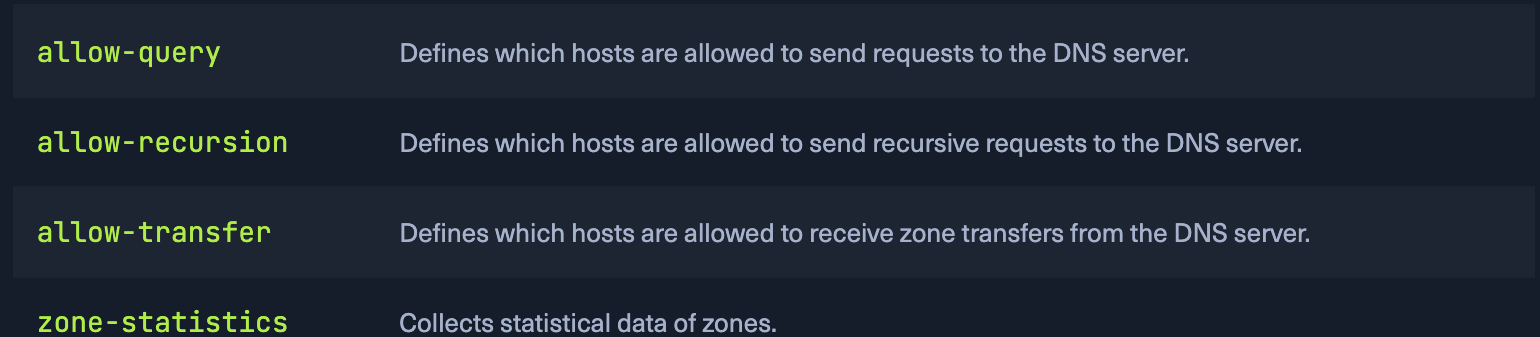 allow-query Defines which hosts are allowed to send requests to the DNS server.
allow-recursion Defines which hosts are allowed to send recursive requests to the DNS server.
allow-transfer Defines which hosts are allowed to receive zone transfers from the DNS server.
zone-statistics Collects statistical data of zones.